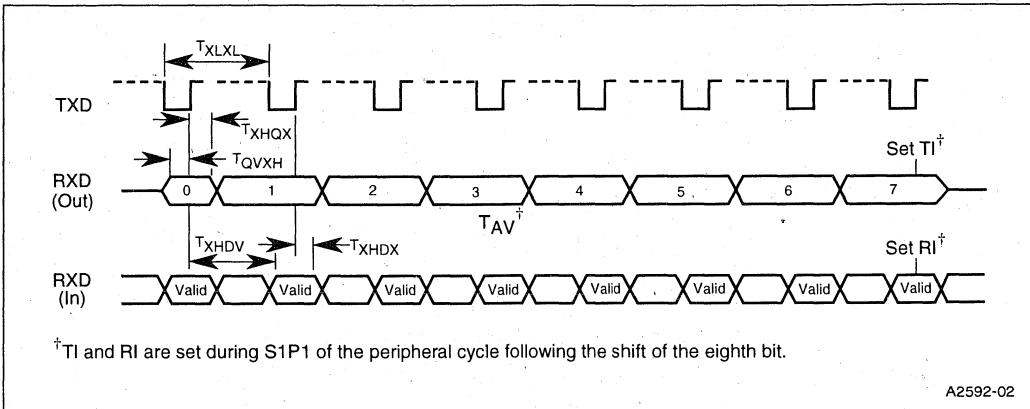 TXLXL
TXD
TXHQX
TQVXH
Set TI†
RXD
(Out)
0 1 2 3 4 5 6 7
TAV†
TXHDV
TXHDX
Set RI†
RXD
(In)
Valid Valid Valid Valid Valid Valid Valid Valid
†TI and RI are set during S1P1 of the peripheral cycle following the shift of the eighth bit.
A2592-02